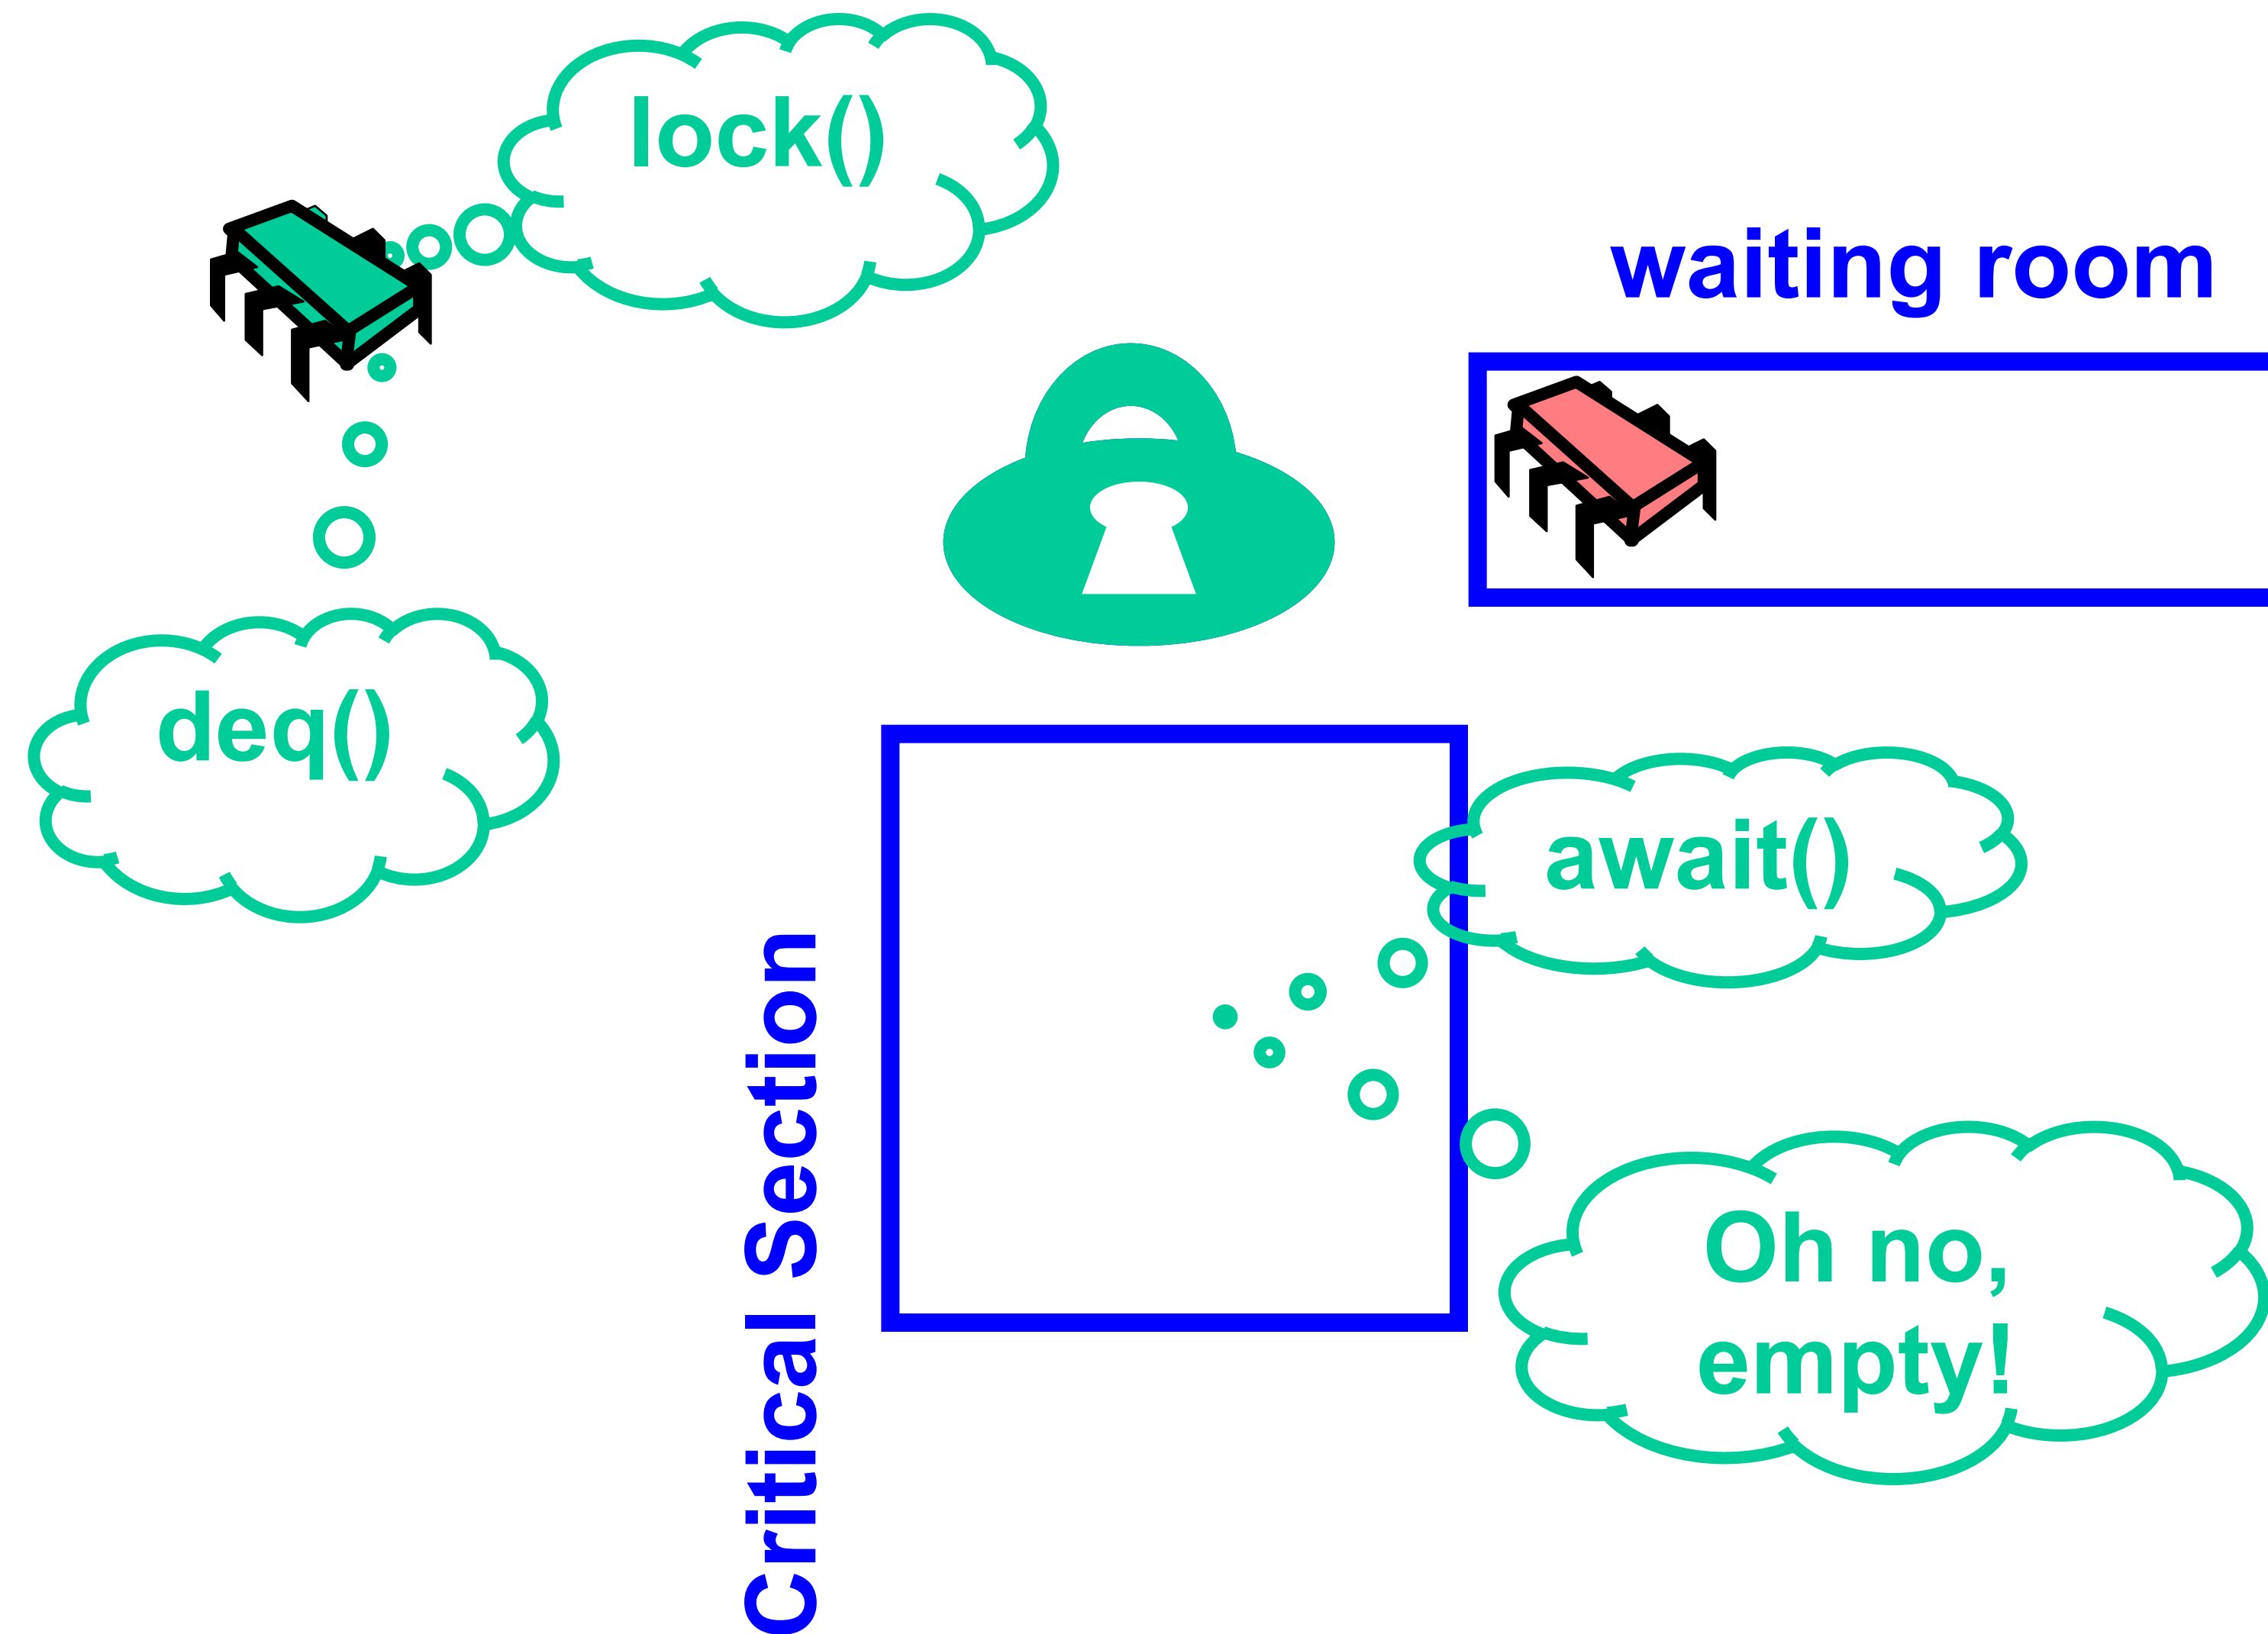 lock()
waiting room
deq()
await()
Critical Section
Oh no,
empty!